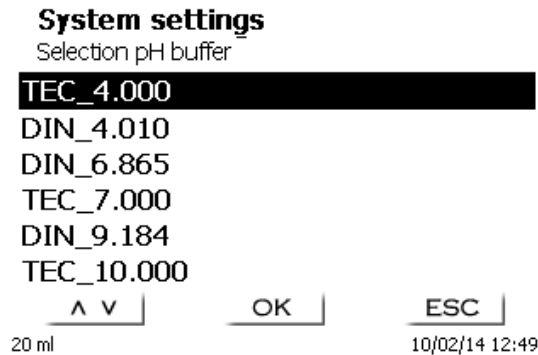 System settings
Selection pH buffer
TEC_4.000
DIN_4.010
DIN_6.865
TEC_7.000
DIN_9.184
TEC_10.000
∧ ∨ OK ESC
20 ml 10/02/14 12:49